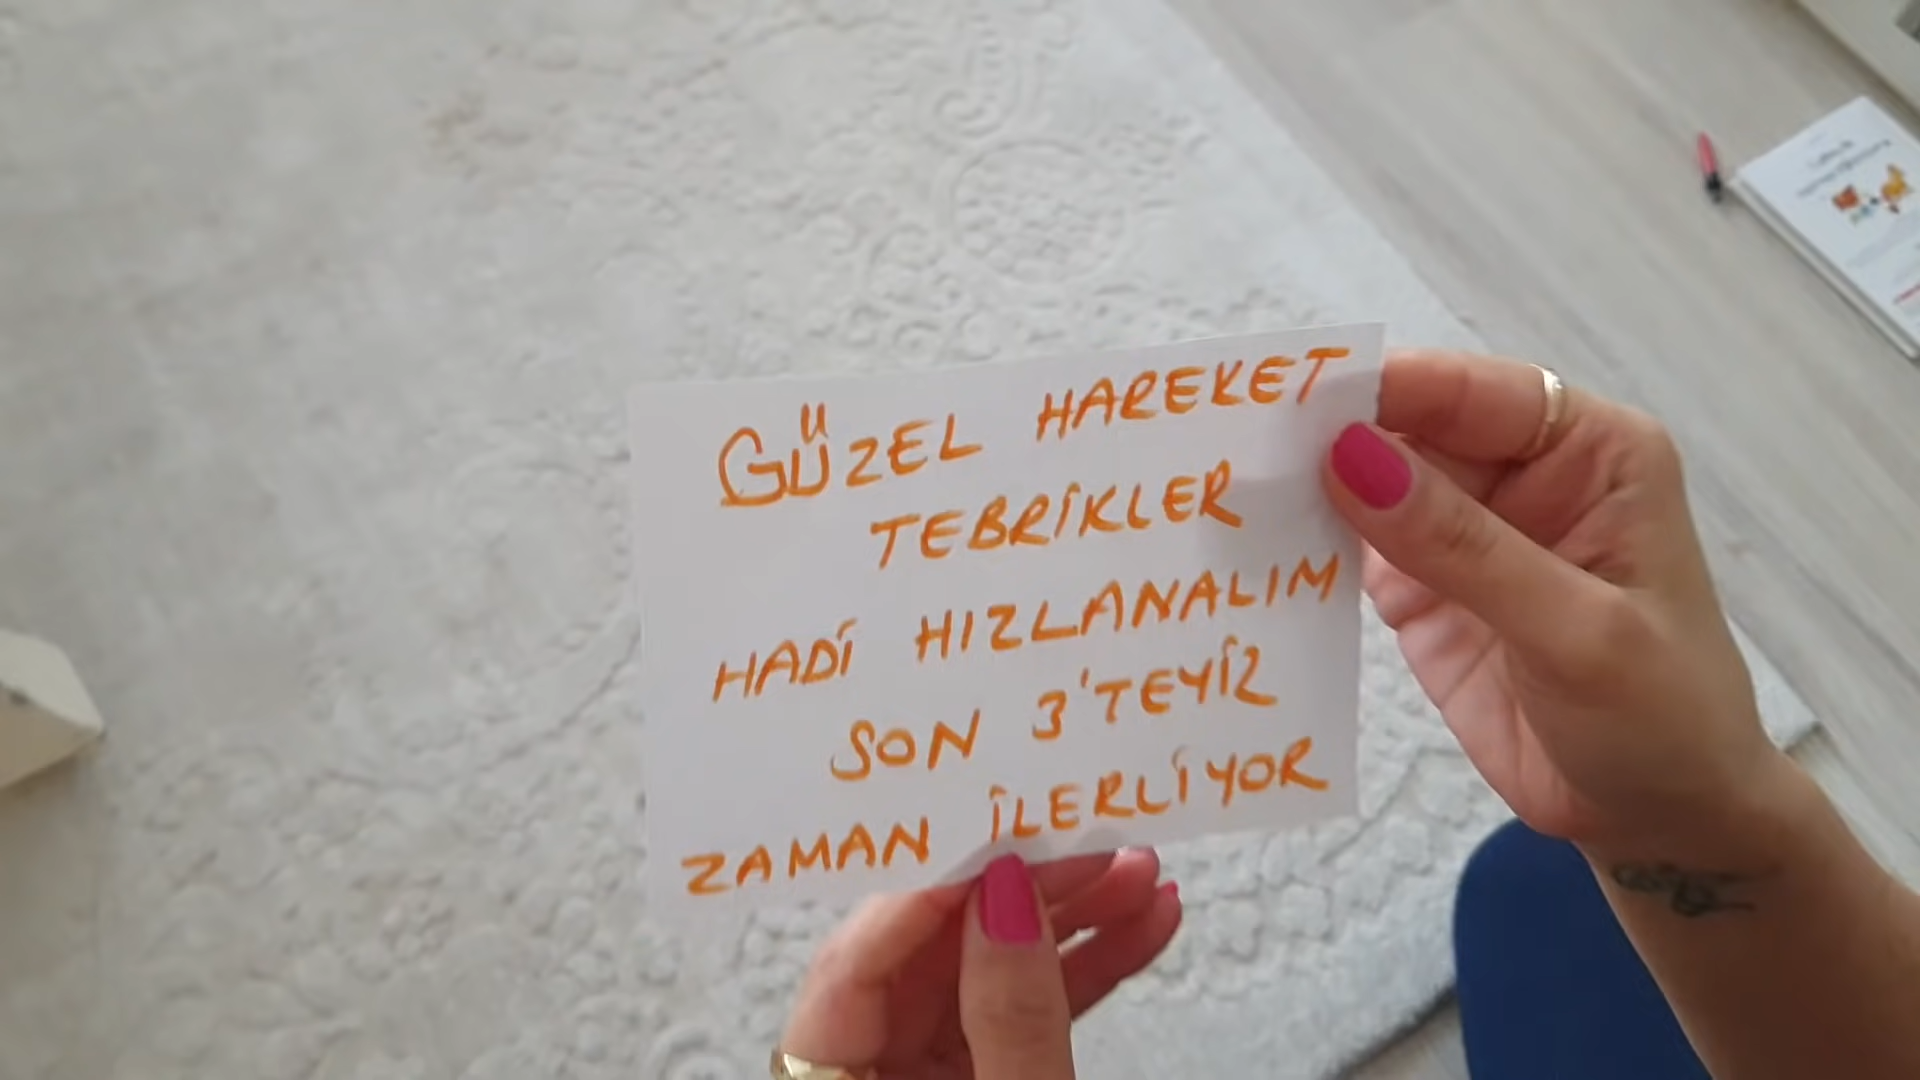 GÜZEL HAREKET
TEBRİKLER
HADİ HIZLANALIM
SON 3'TEYİZ
ZAMAN İLERLİYOR